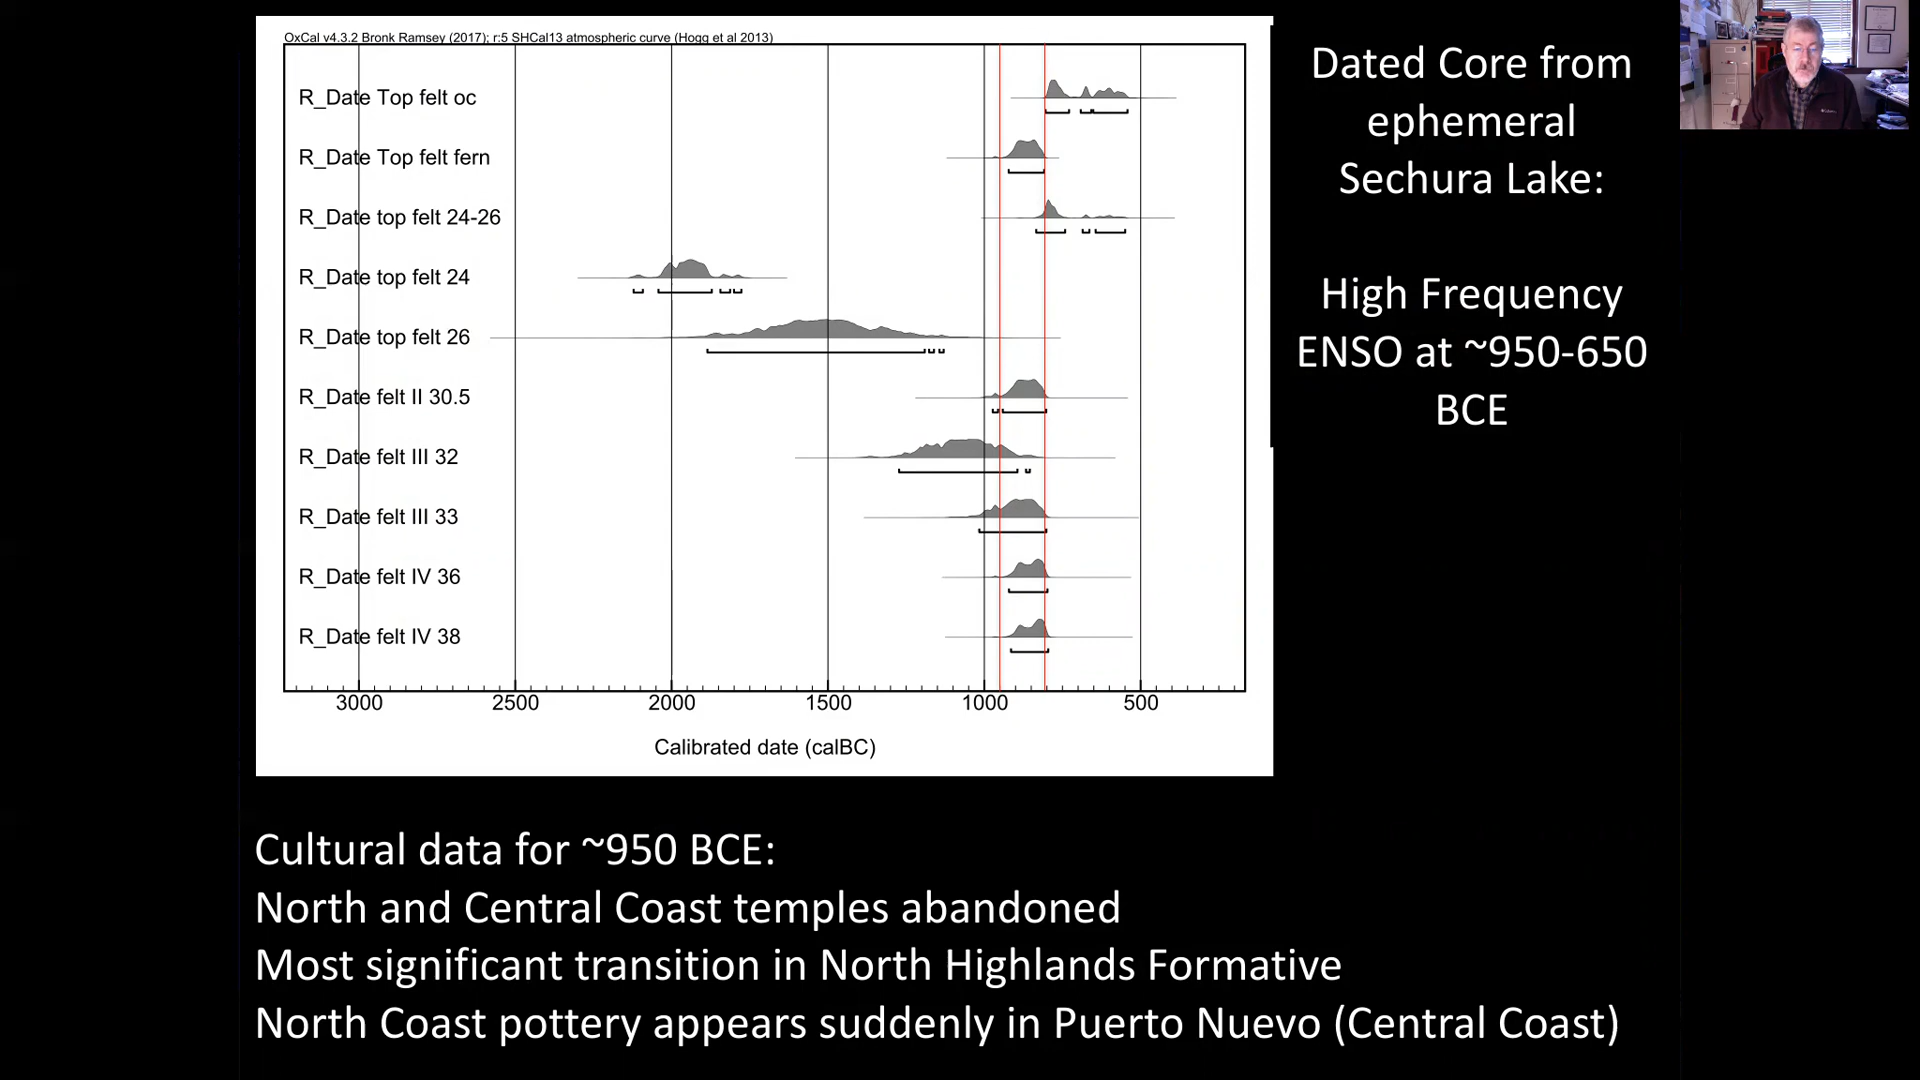 OxCal v4.3.2 Bronk Ramsey (2017); r:5 SHCal13 atmospheric curve (Hogg et al 2013)
R_Date Top felt oc
R_Date Top felt fern
R_Date top felt 24-26
R_Date top felt 24
R_Date top felt 26
R_Date felt II 30.5
R_Date felt III 32
R_Date felt III 33
R_Date felt IV 36
R_Date felt IV 38
3000 2500 2000 1500 1000 500
Calibrated date (calBC)
Dated Core from
ephemeral
Sechura Lake:
High Frequency
ENSO at ~950-650
BCE
Cultural data for ~950 BCE:
North and Central Coast temples abandoned
Most significant transition in North Highlands Formative
North Coast pottery appears suddenly in Puerto Nuevo (Central Coast)